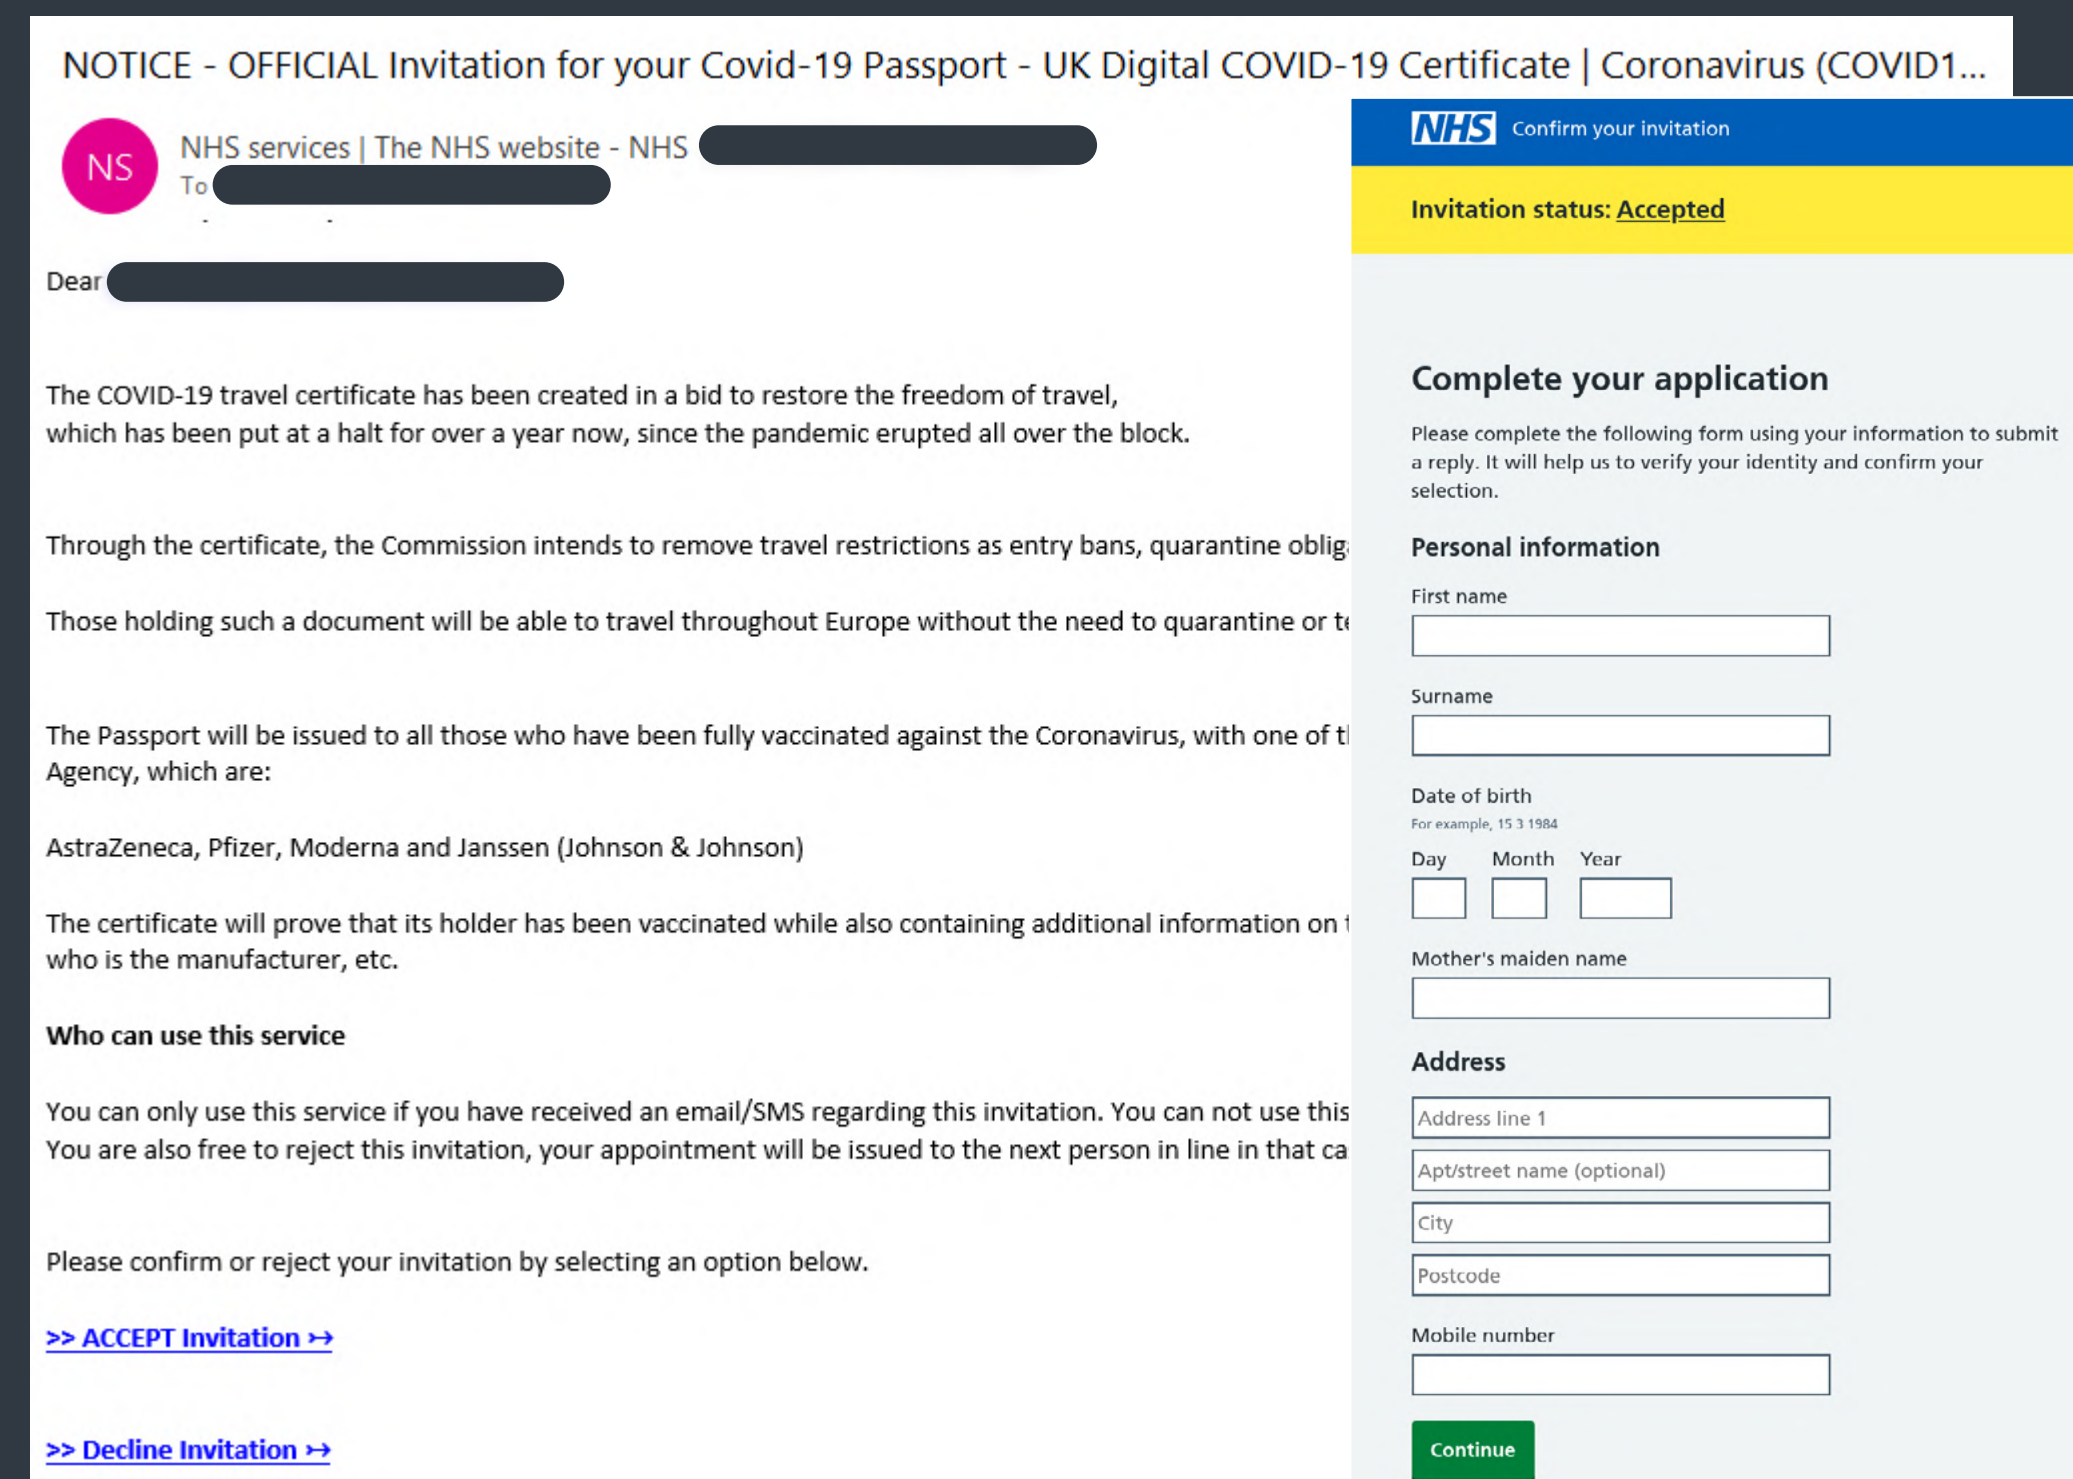 NOTICE - OFFICIAL Invitation for your Covid-19 Passport - UK Digital COVID-19 Certificate | Coronavirus (COVID1...
NS
NHS services | The NHS website - NHS
To
Dear
The COVID-19 travel certificate has been created in a bid to restore the freedom of travel,
which has been put at a halt for over a year now, since the pandemic erupted all over the block.
Through the certificate, the Commission intends to remove travel restrictions as entry bans, quarantine
Those holding such a document will be able to travel throughout Europe without the need to quarantine or
The Passport will be issued to all those who have been fully vaccinated against the Coronavirus, with one of
Agency, which are:
AstraZeneca, Pfizer, Moderna and Janssen (Johnson & Johnson)
The certificate will prove that its holder has been vaccinated while also containing additional information on
who is the manufacturer, etc.
Who can use this service
You can only use this service if you have received an email/SMS regarding this invitation. You can not use this
You are also free to reject this invitation, your appointment will be issued to the next person in line in that
Please confirm or reject your invitation by selecting an option below.
>> ACCEPT Invitation ↣
>> Decline Invitation ↣
NHS Confirm your invitation
Invitation status: Accepted
Complete your application
Please complete the following form using your information to submit
a reply. It will help us to verify your identity and confirm your
selection.
Personal information
First name
Surname
Date of birth
For example, 15 3 1984
Day Month Year
Mother's maiden name
Address
Address line 1
Apt/street name (optional)
City
Postcode
Mobile number
Continue